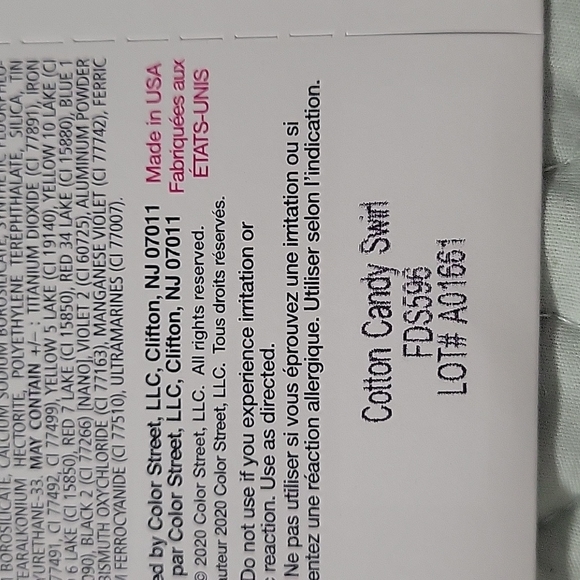 BOROSILICATE, CALCIUM SODIUM BOROSILICATE, SYNTHETIC
TEARALKONIUM HECTORITE, POLYETHYLENE TEREPHTHALATE, SILICA, TIN
YURETHANE-33. MAY CONTAIN +/- : TITANIUM DIOXIDE (CI 77891), IRON
77491, CI 77492, CI 77499), YELLOW 5 LAKE (CI 19140), YELLOW 10 LAKE (CI
6 LAKE (CI 15850), RED 7 LAKE (CI 15850), RED 34 LAKE (CI 15880), BLUE 1
090), BLACK 2 (CI 77266) [NANO], VIOLET 2 (CI 60725), ALUMINUM POWDER
BISMUTH OXYCHLORIDE (CI 77163), MANGANESE VIOLET (CI 77742), FERRIC
M FERROCYANIDE (CI 77510), ULTRAMARINES (CI 77007).
ed by Color Street, LLC, Clifton, NJ 07011 Made in USA
par Color Street, LLC, Clifton, NJ 07011 Fabriquées aux
ÉTATS-UNIS
© 2020 Color Street, LLC. All rights reserved.
auteur 2020 Color Street, LLC. Tous droits réservés.
Do not use if you experience irritation or
c reaction. Use as directed.
Ne pas utiliser si vous éprouvez une irritation ou si
entez une réaction allergique. Utiliser selon l'indication.
Cotton Candy Swirl
FDS596
LOT# A01661